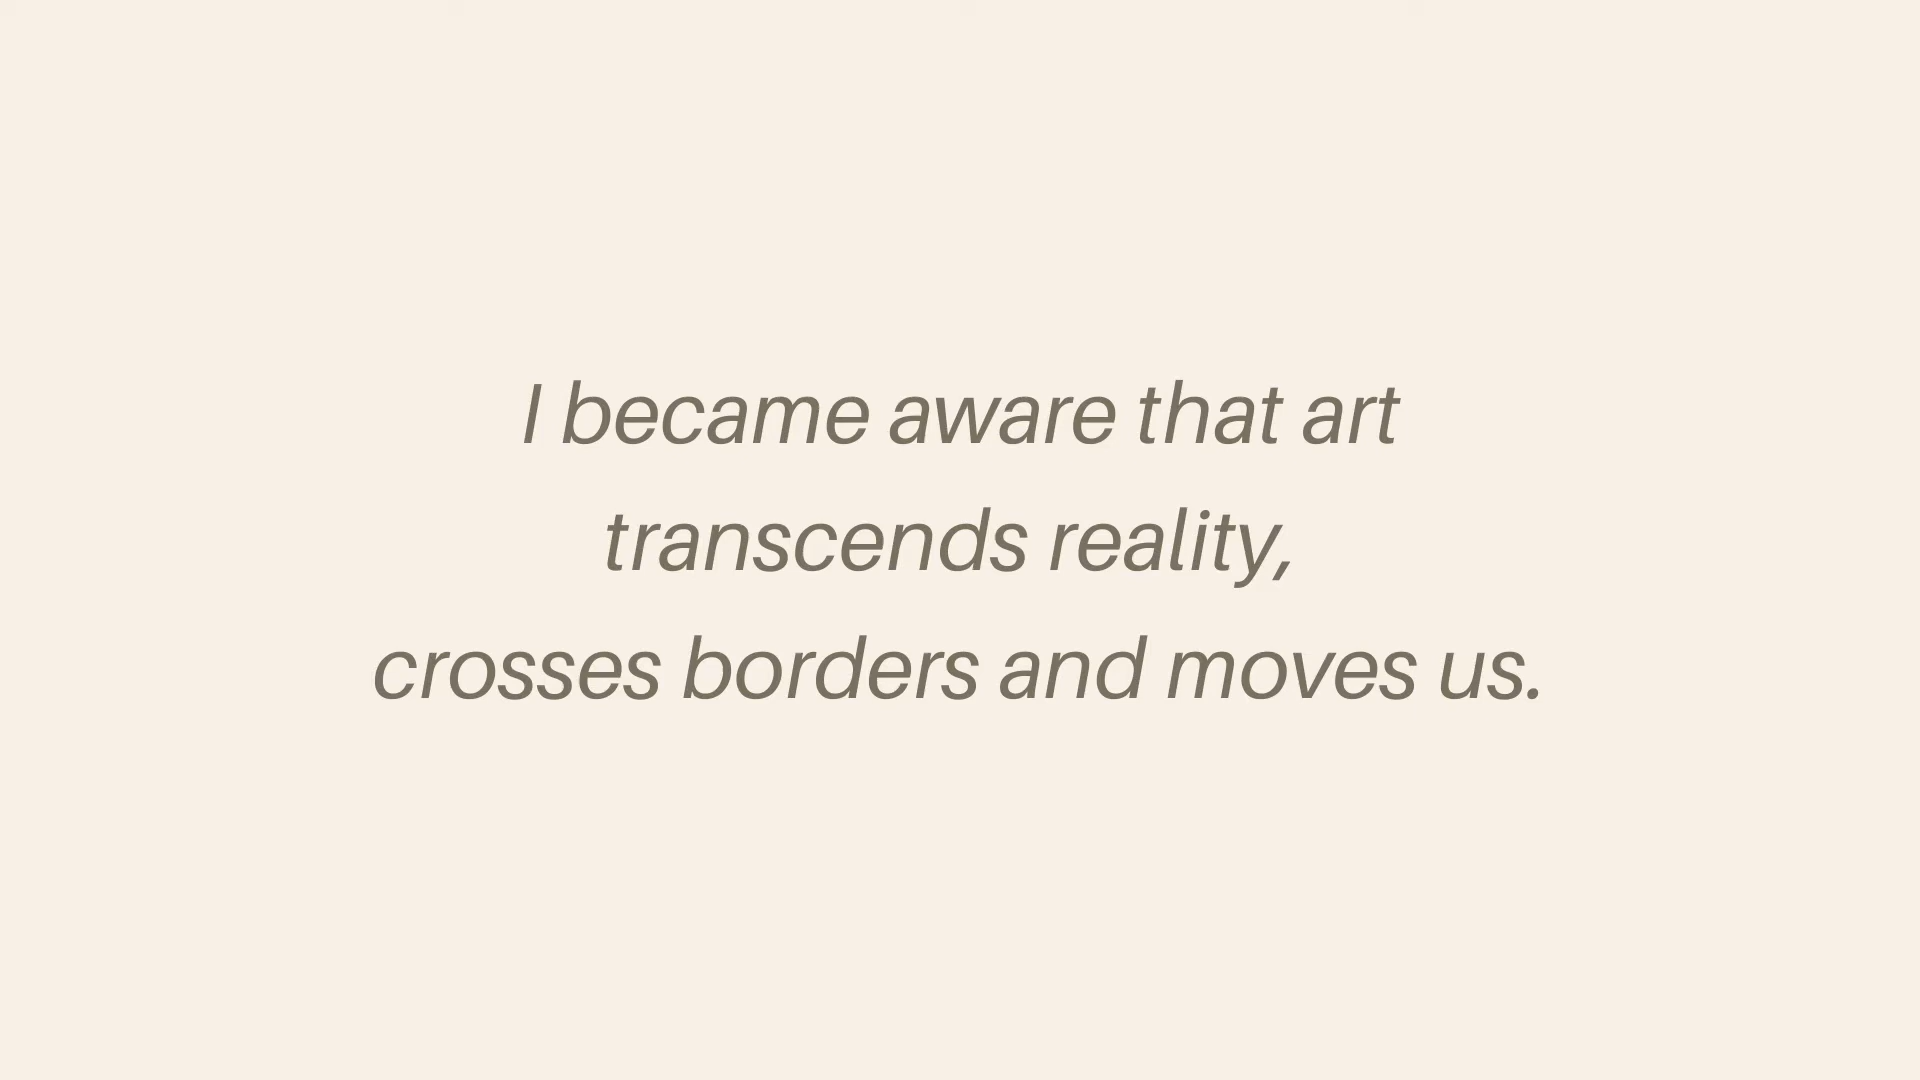 I became aware that art
transcends reality,
crosses borders and moves us.